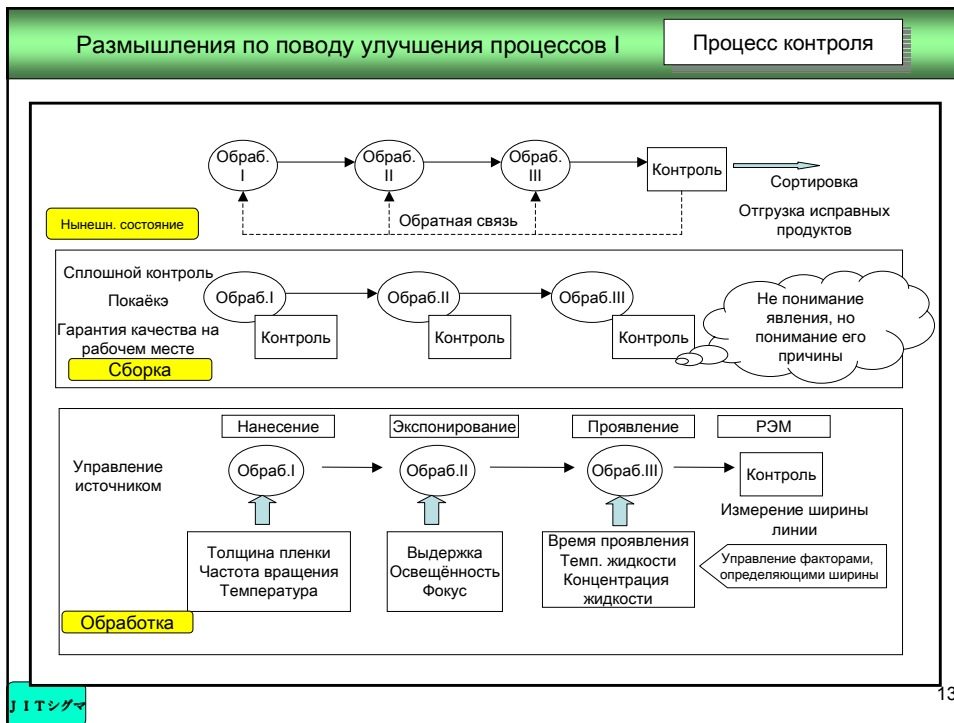 Размышления по поводу улучшения процессов I
Процесс контроля
Обраб.
I
Обраб.
II
Обраб.
III
Контроль
Сортировка
Отгрузка исправных
продуктов
Обратная связь
Нынешн. состояние
Сплошной контроль
Покаёкэ
Гарантия качества на
рабочем месте
Сборка
Обраб.I
Контроль
Обраб.II
Контроль
Обраб.III
Контроль
Не понимание
явления, но
понимание его
причины
Нанесение
Экспонирование
Проявление
РЭМ
Управление
источником
Обраб.I
Обраб.II
Обраб.III
Контроль
Измерение ширины
линии
Толщина пленки
Частота вращения
Температура
Выдержка
Освещённость
Фокус
Время проявления
Темп. жидкости
Концентрация
жидкости
Управление факторами,
определяющими ширины
Обработка
ＪＩＴシグマ
13